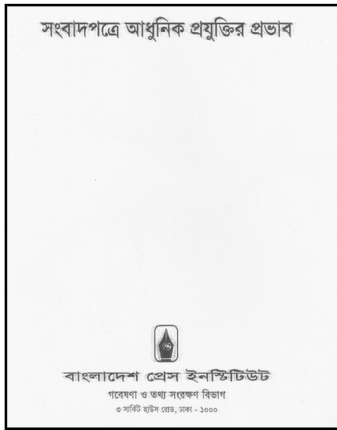 সংবাদপত্রে আধুনিক প্রযুক্তির প্রভাব
বাংলাদেশ প্রেস ইনস্টিটিউট
গবেষণা ও তথ্য সংরক্ষণ বিভাগ
৩ সার্কিট হাউস রোড, ঢাকা - ১০০০